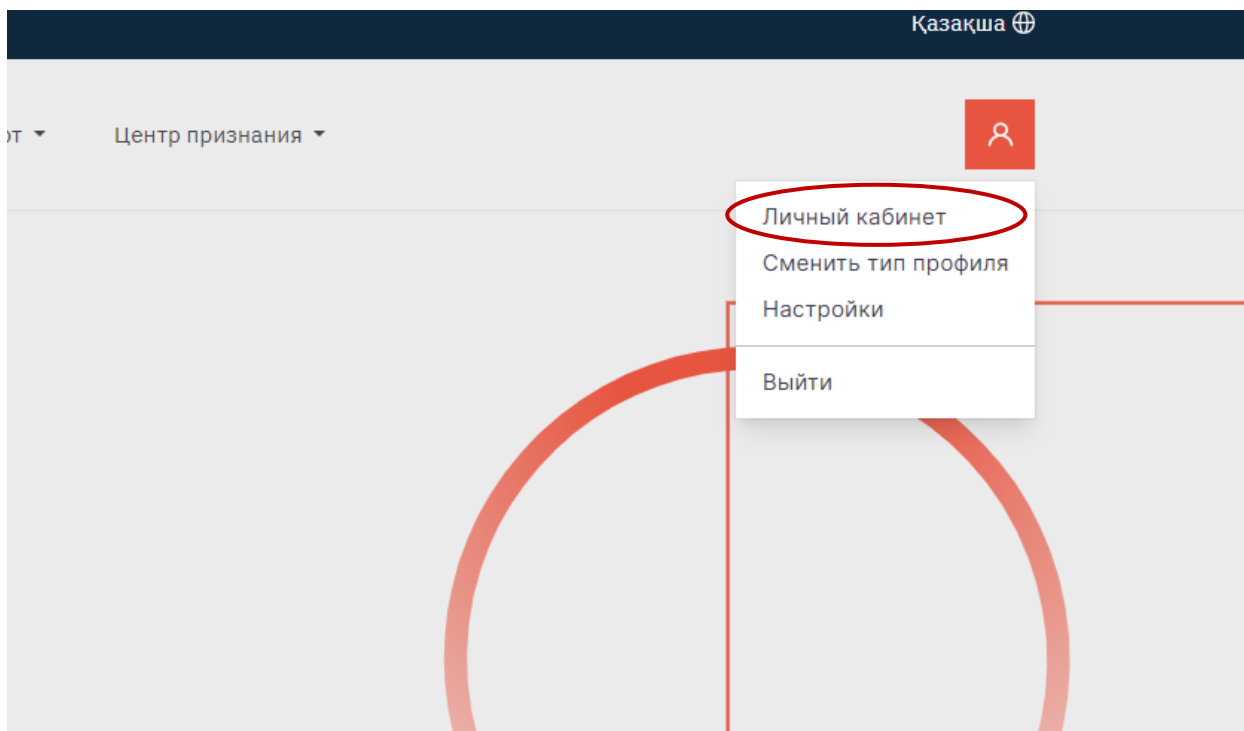 Қазақша
Центр признания
Личный кабинет
Сменить тип профиля
Настройки
Выйти